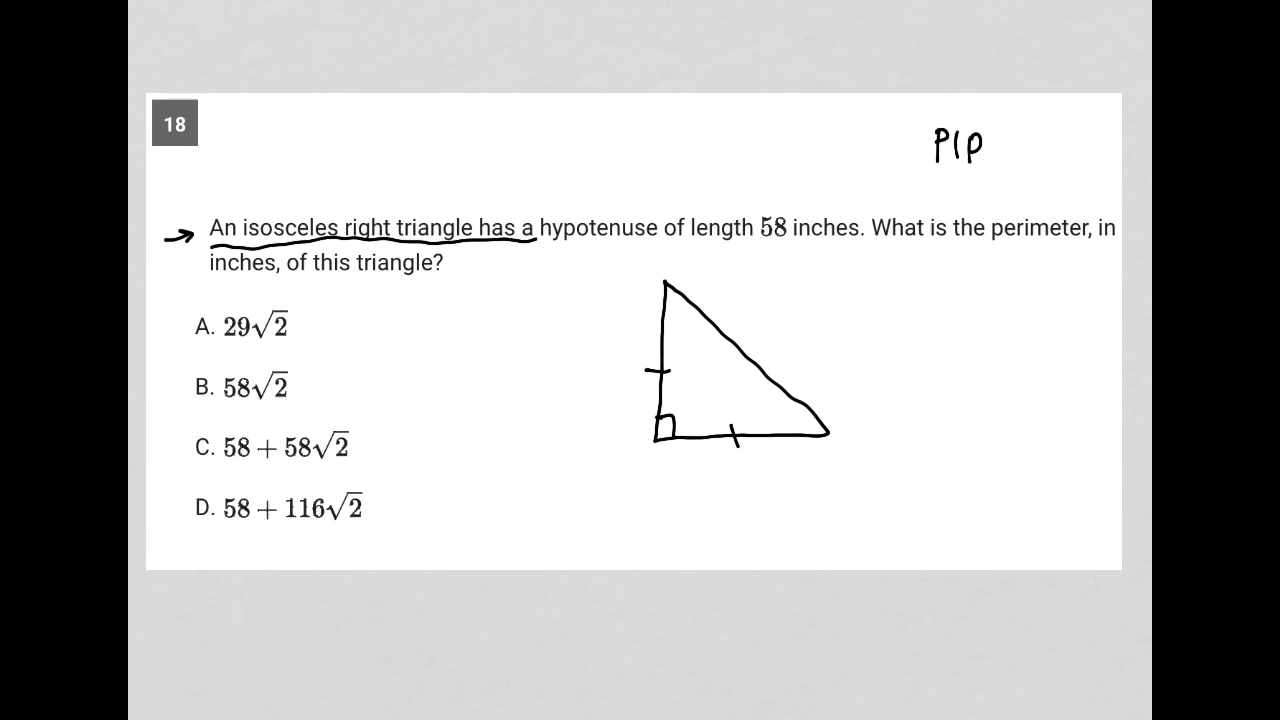 18
PIP
An isosceles right triangle has a hypotenuse of length 58 inches. What is the perimeter, in
inches, of this triangle?
A. 29√2
B. 58√2
C. 58 + 58√2
D. 58 + 116√2